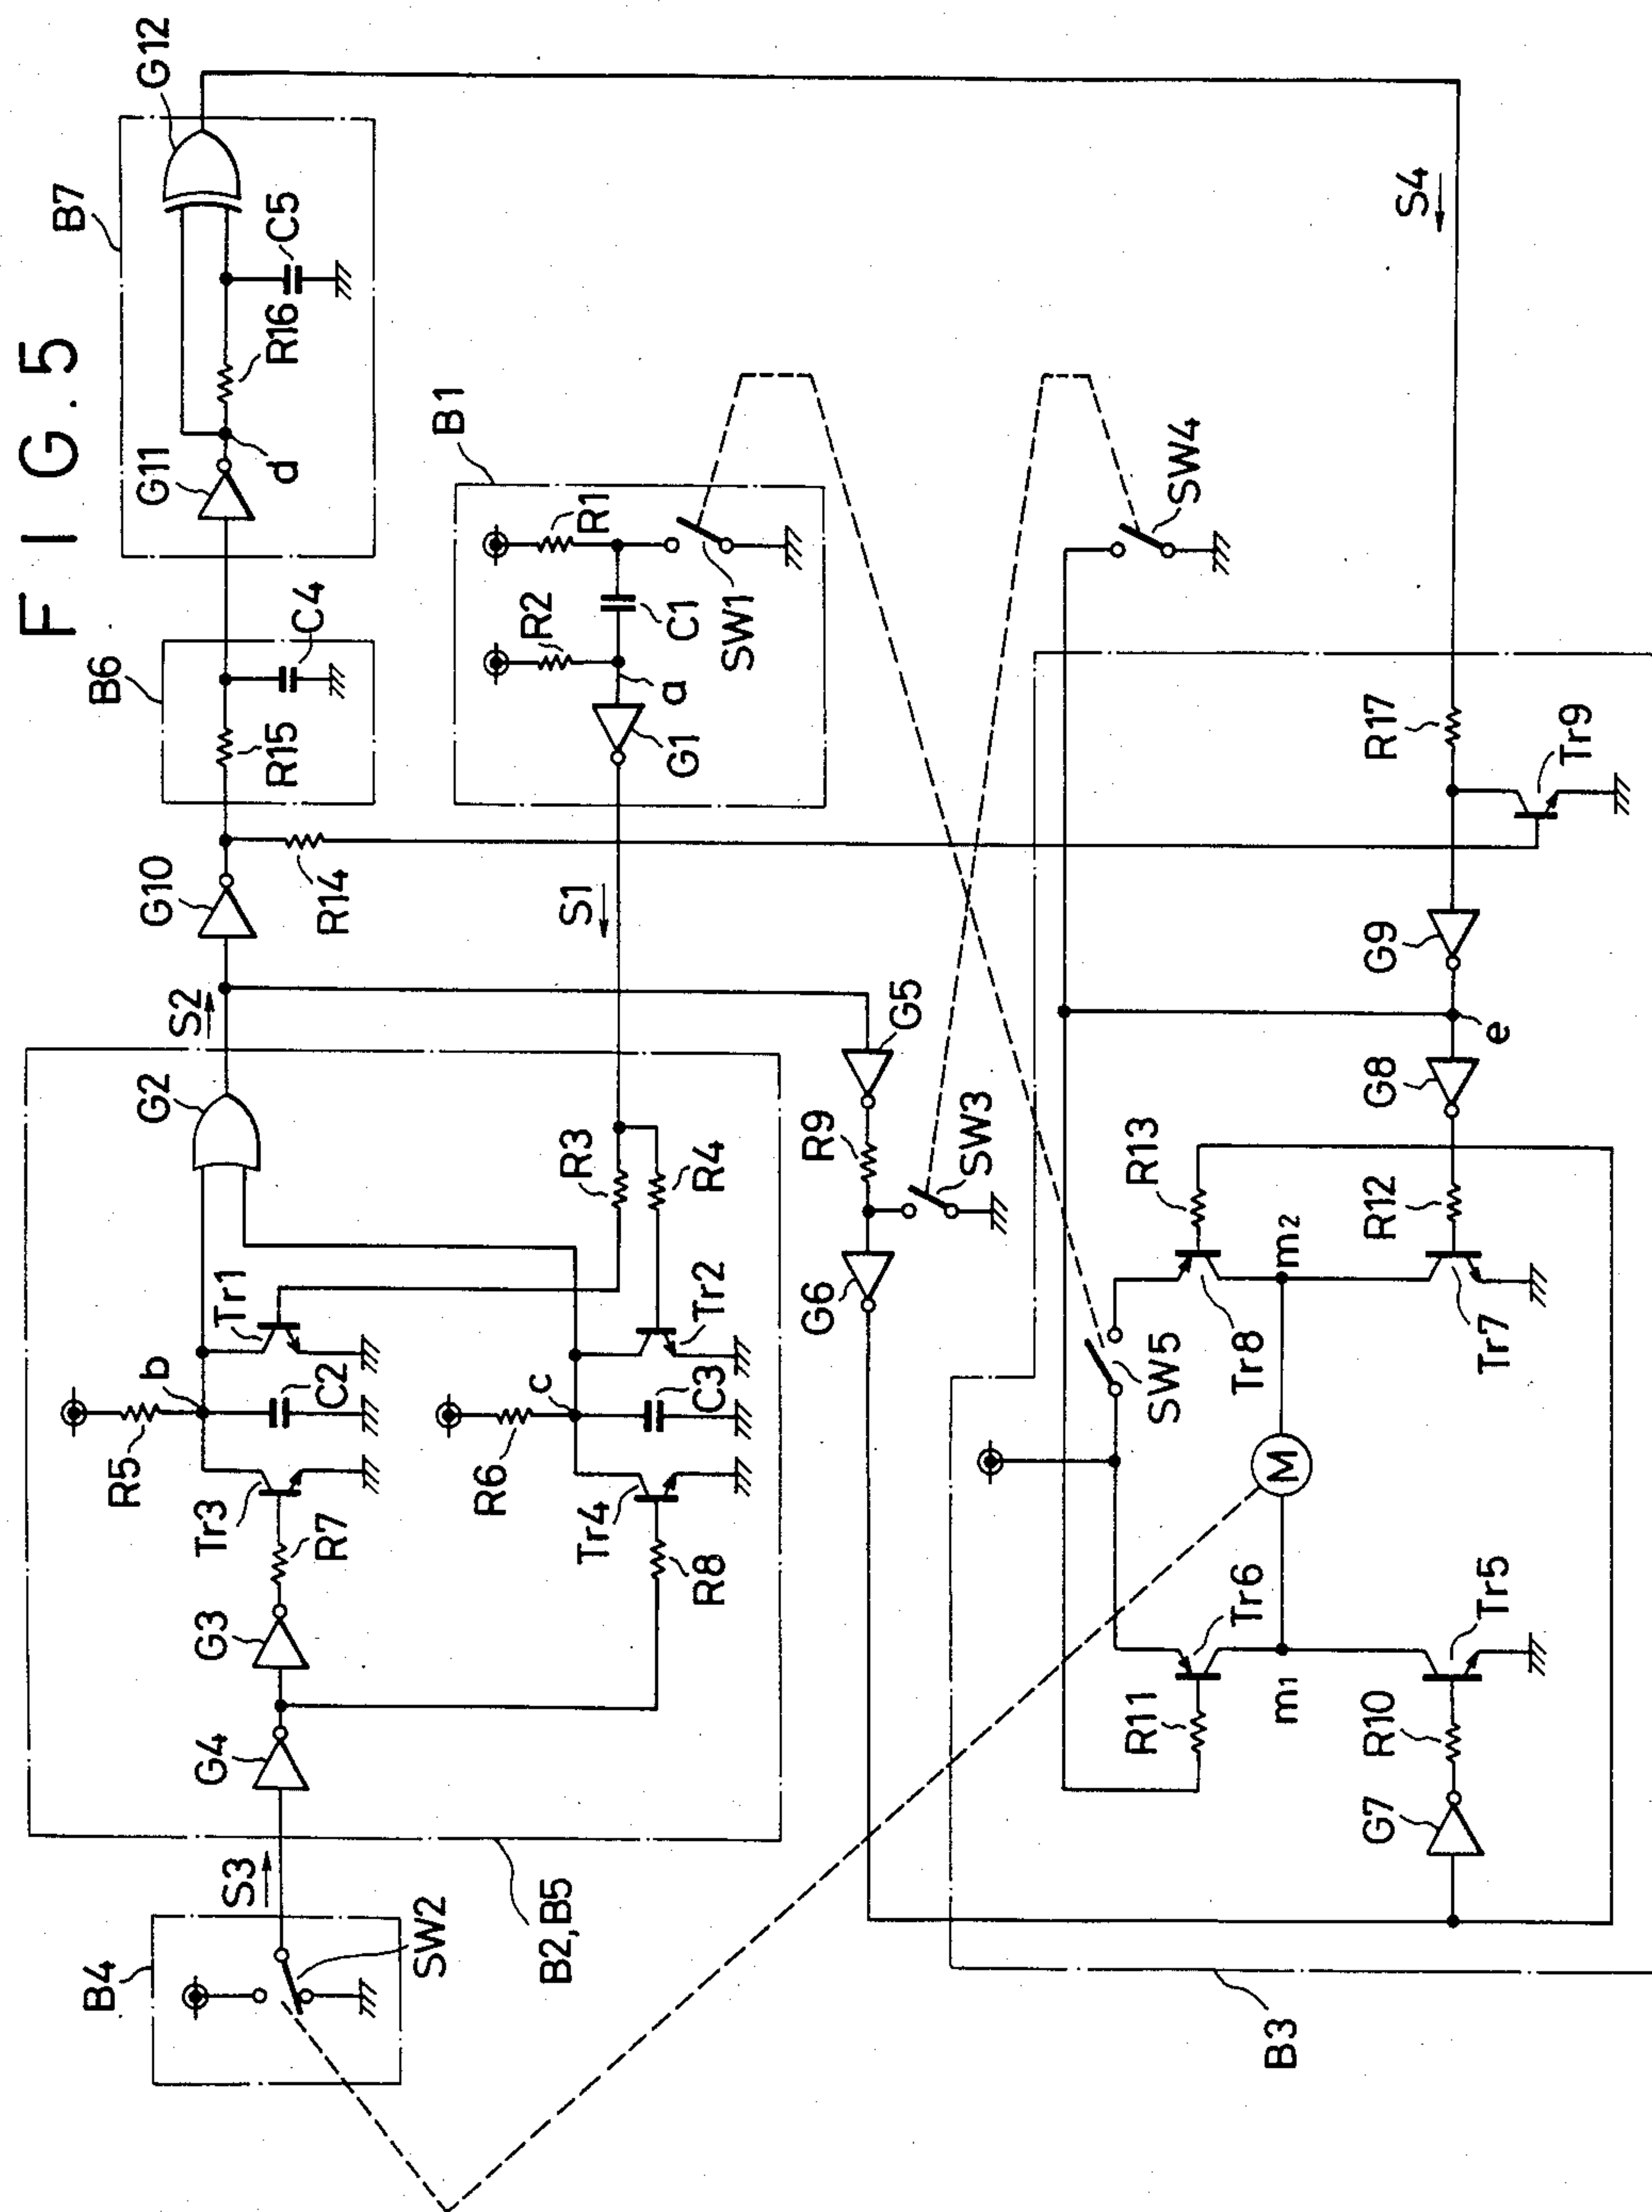 FIG.5
B4
S3
SW2
B2,B5
G4
G3
R7
R5
Tr3
b
C2
Tr1
G2
R6
Tr4
R8
c
C3
Tr2
R3
R4
S2
G10
R14
S1
B6
R15
C4
B7
G11
d
R16
C5
G12
B1
R2
R1
a
C1
G1
SW1
G5
R9
SW3
G6
SW4
S4
B3
SW5
R11
Tr6
m1
M
m2
R13
Tr8
R10
G7
Tr5
R12
Tr7
G8
e
G9
R17
Tr9